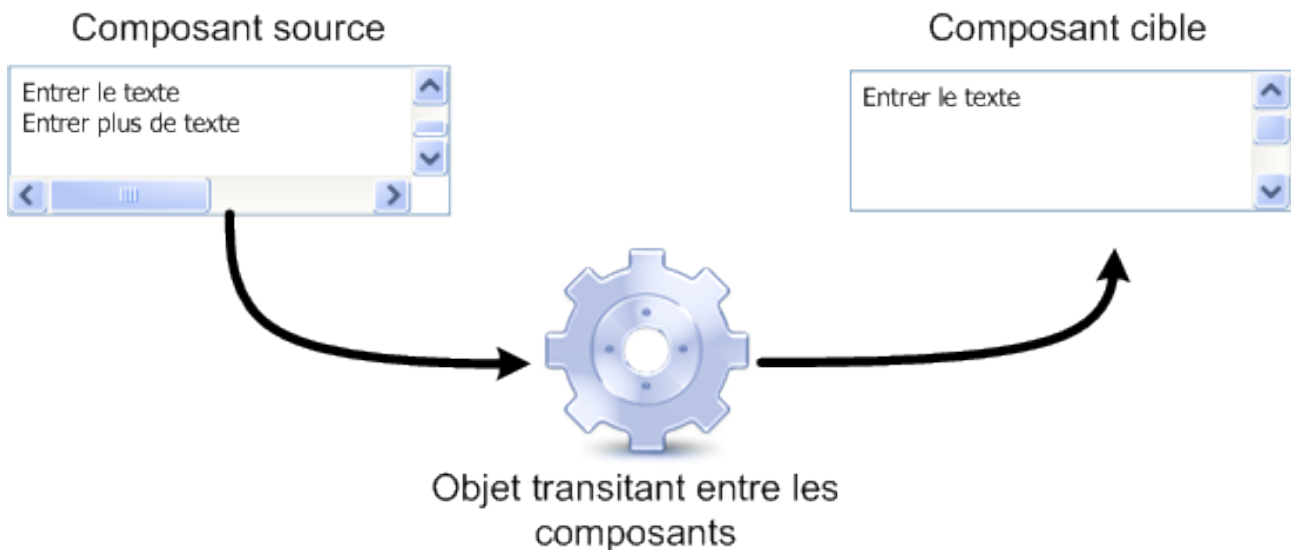 Composant source
Composant cible
Entrer le texte
Entrer plus de texte
Entrer le texte
Objet transitant entre les
composants